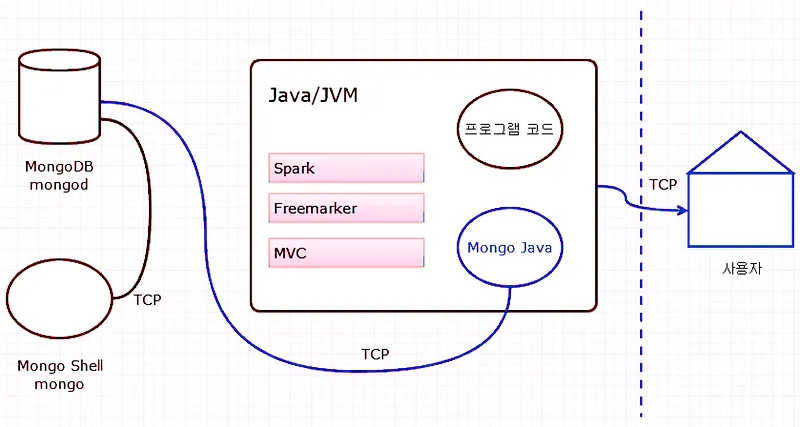 MongoDB
mongod
TCP
Mongo Shell
mongo
Java/JVM
프로그램 코드
Spark
Freemarker
MVC
Mongo Java
TCP
TCP
사용자